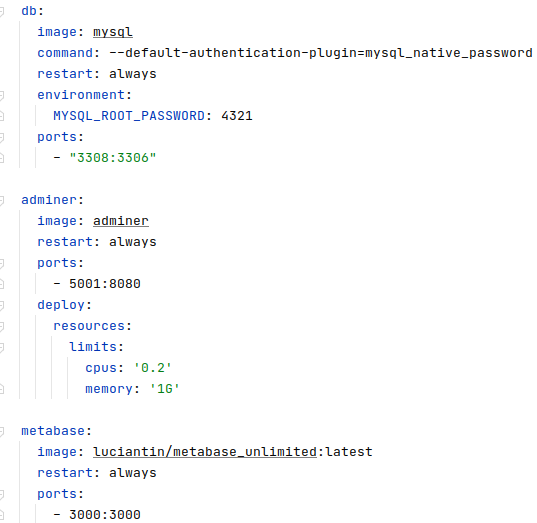 db:
  image: mysql
  command: --default-authentication-plugin=mysql_native_password
  restart: always
  environment:
    MYSQL_ROOT_PASSWORD: 4321
  ports:
    - "3308:3306"

adminer:
  image: adminer
  restart: always
  ports:
    - 5001:8080
  deploy:
    resources:
      limits:
        cpus: '0.2'
        memory: '1G'

metabase:
  image: luciantin/metabase_unlimited:latest
  restart: always
  ports:
    - 3000:3000